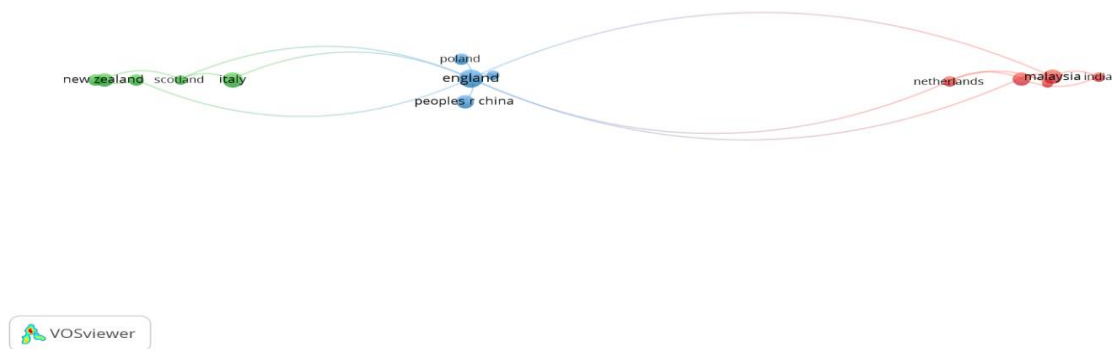 poland
new zealand
scotland
italy
england
netherlands
malaysia
india
peoples r china
VOSviewer